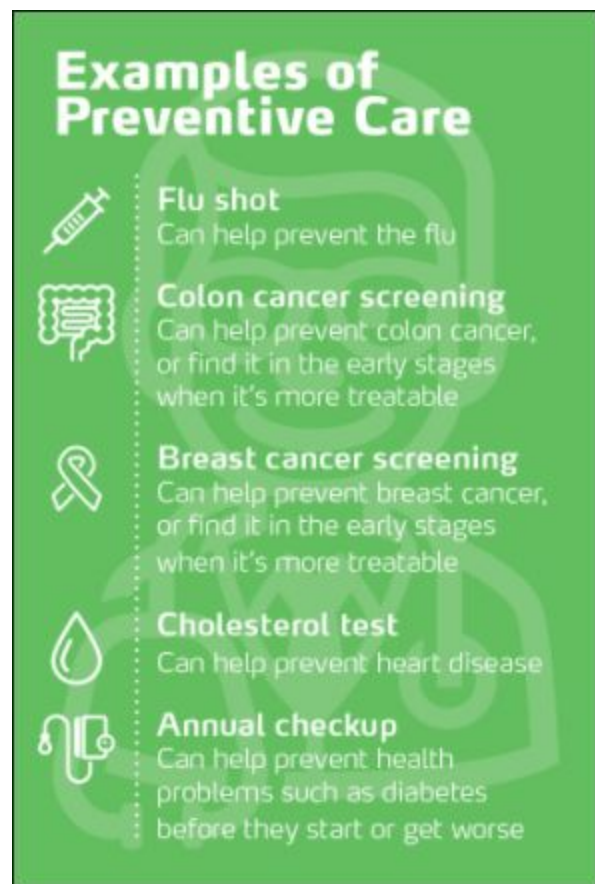 Examples of
Preventive Care
Flu shot
Can help prevent the flu
Colon cancer screening
Can help prevent colon cancer,
or find it in the early stages
when it's more treatable
Breast cancer screening
Can help prevent breast cancer,
or find it in the early stages
when it's more treatable
Cholesterol test
Can help prevent heart disease
Annual checkup
Can help prevent health
problems such as diabetes
before they start or get worse